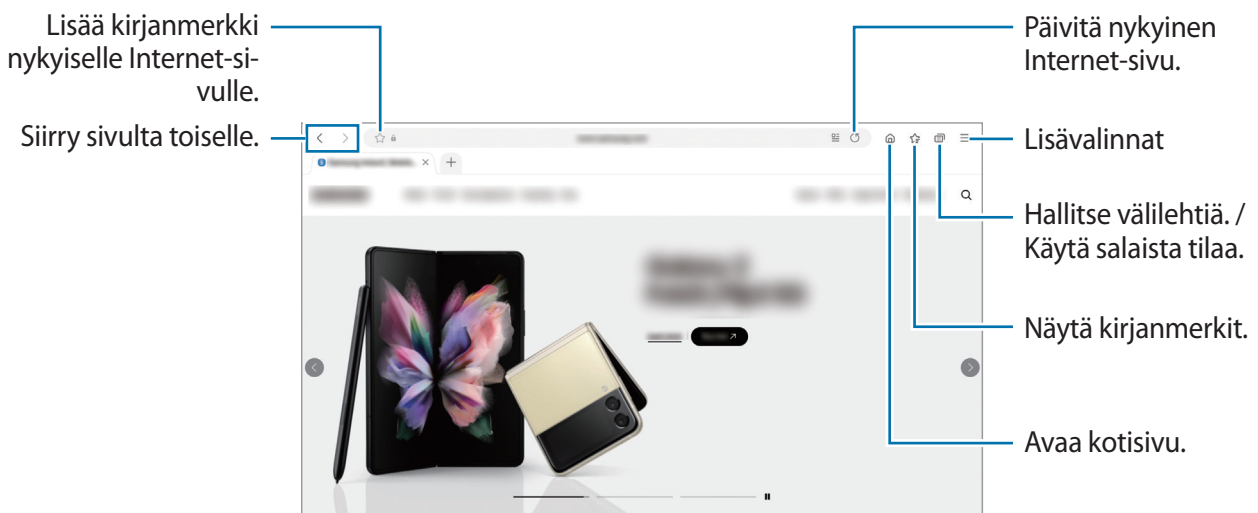 Lisää kirjanmerkki
nykyiselle Internet-si-
vulle.
Siirry sivulta toiselle.
Päivitä nykyinen
Internet-sivu.
Lisävalinnat
Hallitse välilehtiä. /
Käytä salaista tilaa.
Näytä kirjanmerkit.
Avaa kotisivu.